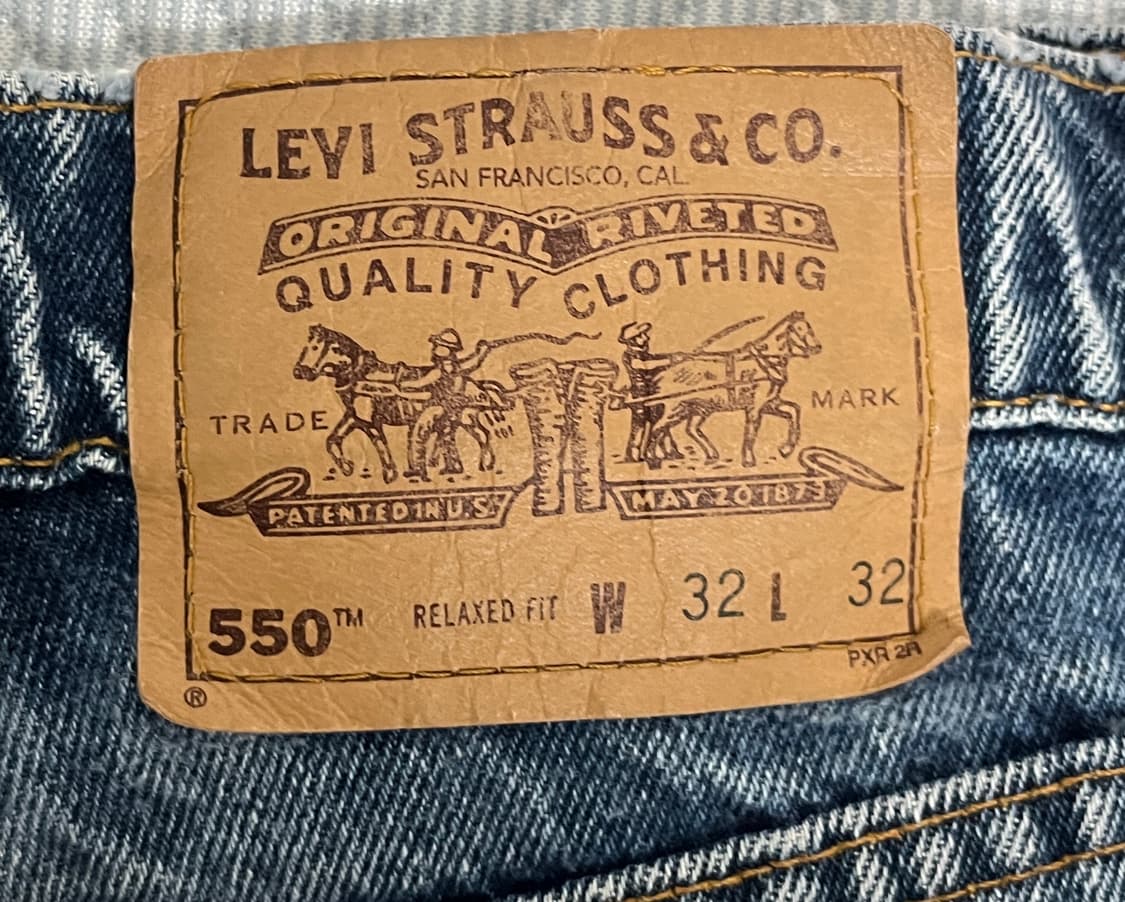 LEVI STRAUSS & CO.
SAN FRANCISCO, CAL.
ORIGINAL RIVETED
QUALITY CLOTHING
TRADE MARK
PATENTED IN U.S. MAY 20 1873
550™ RELAXED FIT W 32 L 32
PXR 2R
®